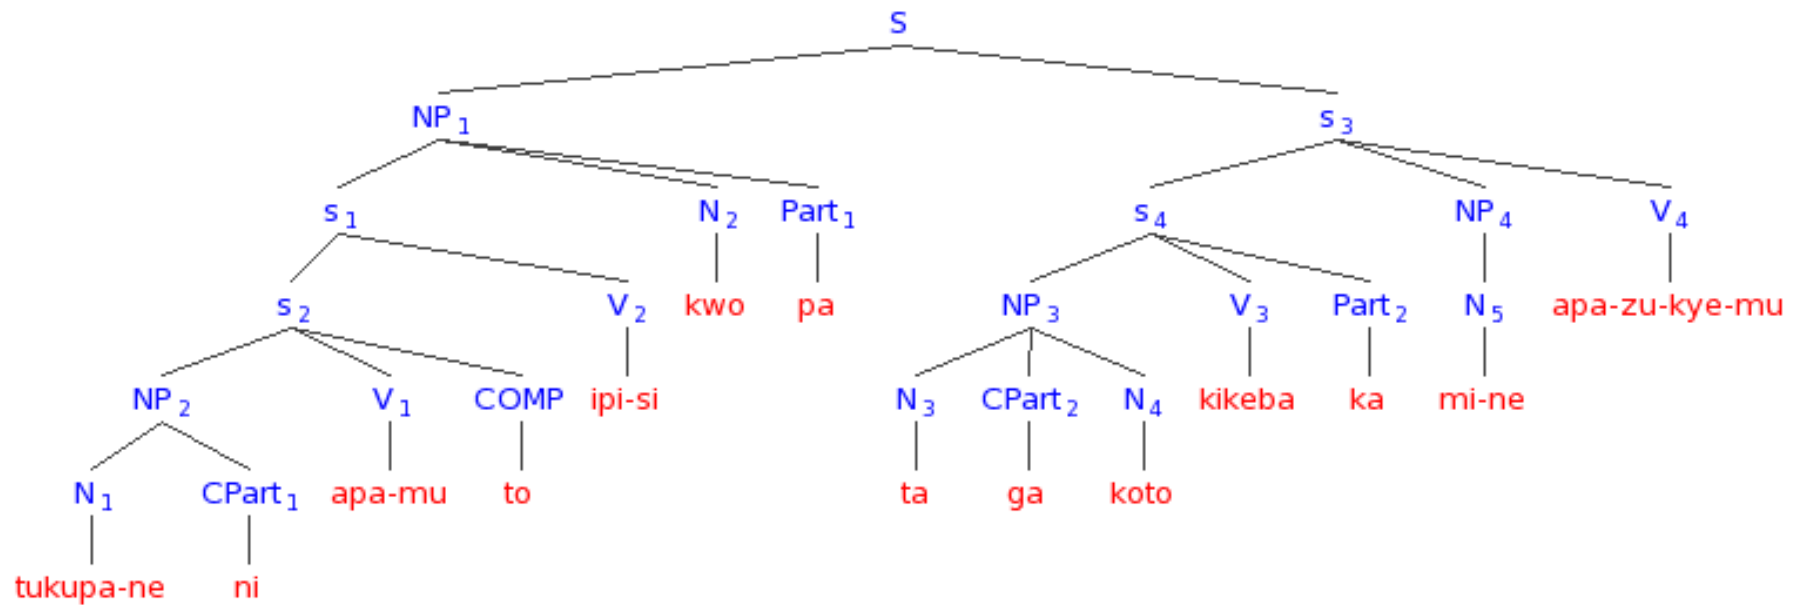 S
NP₁ s₃
s₁ N₂ Part₁ s₄ NP₄ V₄
s₂ V₂ kwo pa NP₃ V₃ Part₂ N₅ apa-zu-kye-mu
NP₂ V₁ COMP ipi-si N₃ CPart₂ N₄ kikeba ka mi-ne
N₁ CPart₁ apa-mu to ta ga koto
tukupa-ne ni